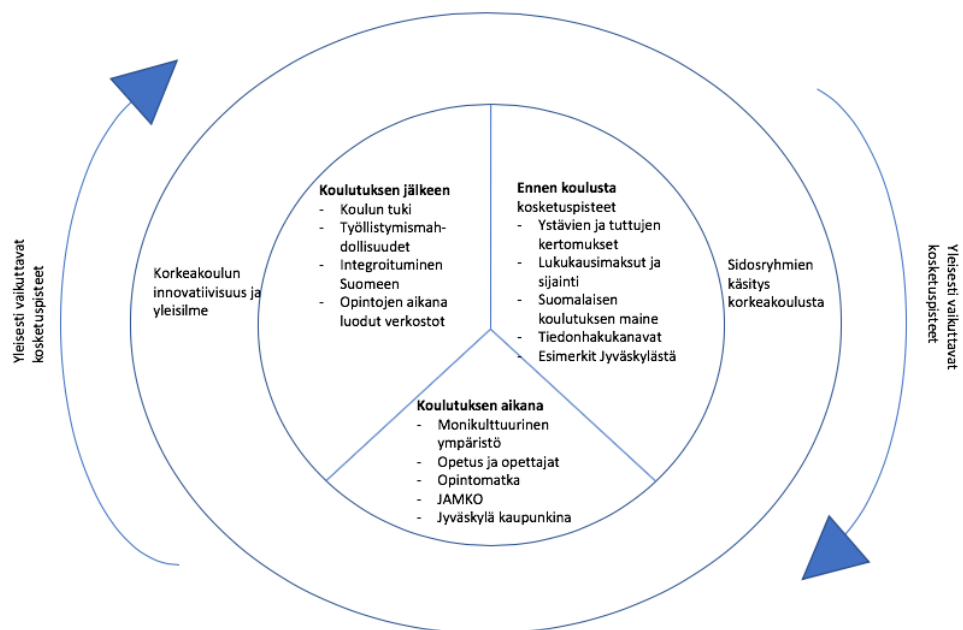 Yleisesti vaikuttavat
kosketuspisteet
Korkeakoulun
innovatiivisuus ja
yleisilme
Koulutuksen jälkeen
- Koulun tuki
- Työllistymismah-
dollisuudet
- Integroituminen
Suomeen
- Opintojen aikana
luodut verkostot
Ennen koulusta
kosketuspisteet
- Ystävien ja tuttujen
kertomukset
- Lukukausimaksut ja
sijainti
- Suomalaisen
koulutuksen maine
- Tiedonhakukanavat
- Esimerkit Jyväskylästä
Koulutuksen aikana
- Monikulttuurinen
ympäristö
- Opetus ja opettajat
- Opintomatka
- JAMKO
- Jyväskylä kaupunkina
Sidosryhmien
käsitys
korkeakoulusta
Yleisesti vaikuttavat
kosketuspisteet